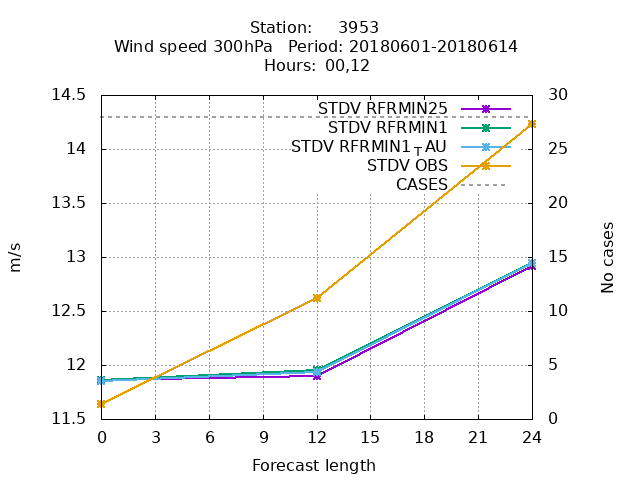 Station: 3953
Wind speed 300hPa Period: 20180601-20180614
Hours: 00,12
14.5
14
13.5
13
12.5
12
11.5
m/s
STDV RFRMIN25
STDV RFRMIN1
STDV RFRMIN1_TAU
STDV OBS
CASES
30
25
20
15
10
5
0
No cases
0 3 6 9 12 15 18 21 24
Forecast length